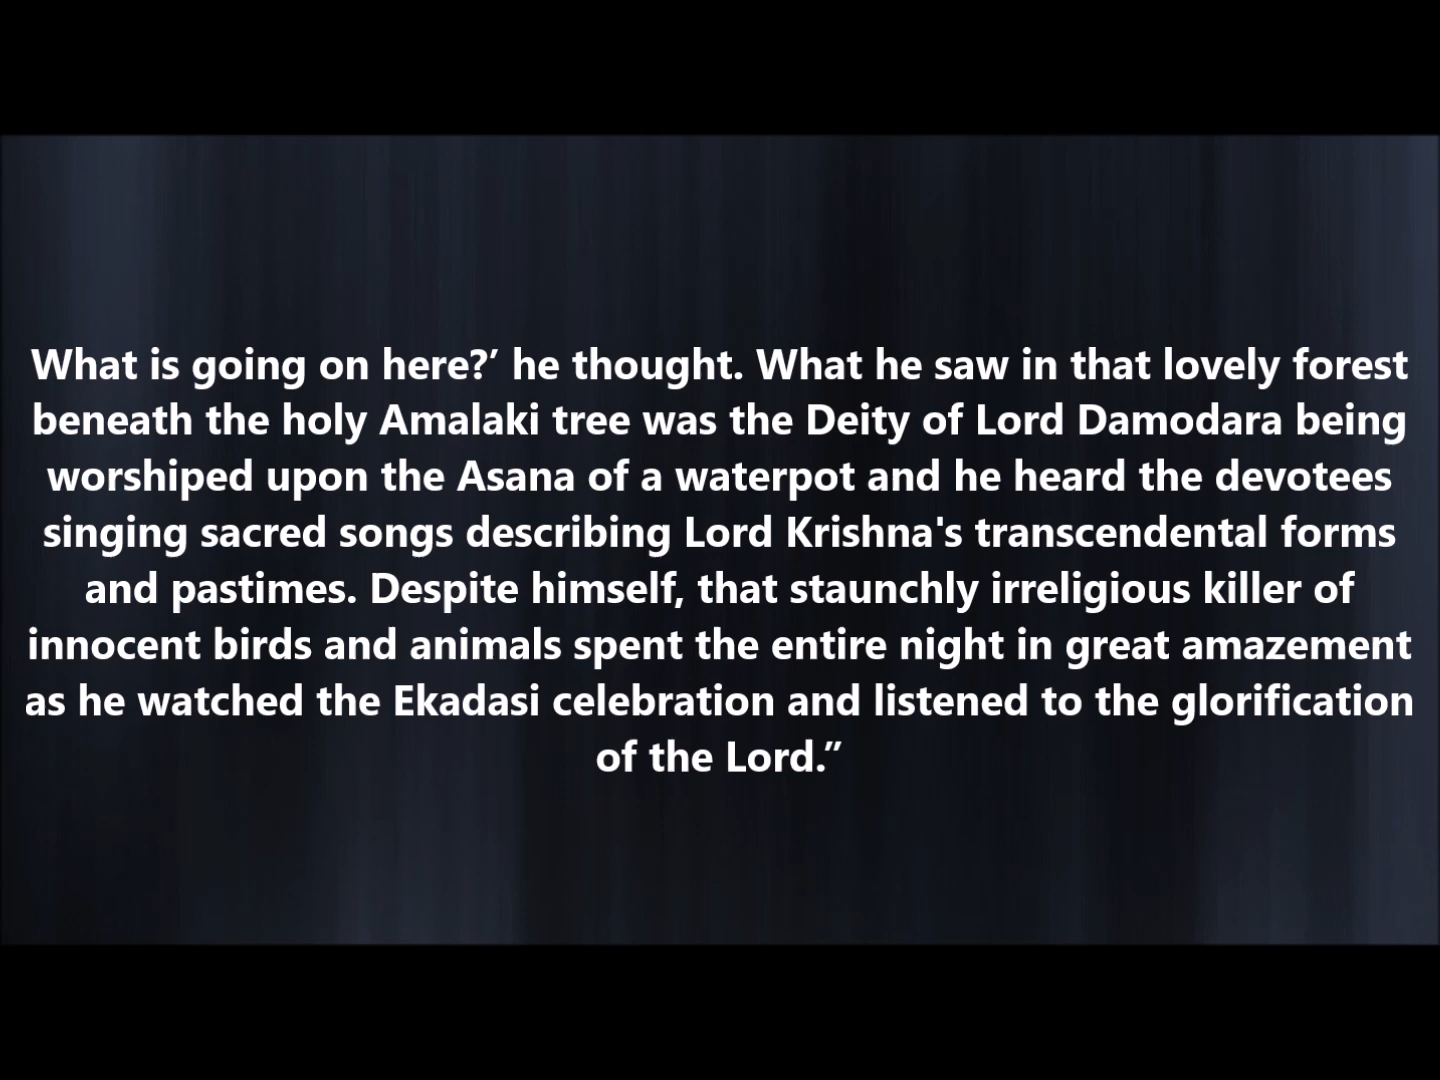 What is going on here?’ he thought. What he saw in that lovely forest
beneath the holy Amalaki tree was the Deity of Lord Damodara being
worshiped upon the Asana of a waterpot and he heard the devotees
singing sacred songs describing Lord Krishna's transcendental forms
and pastimes. Despite himself, that staunchly irreligious killer of
innocent birds and animals spent the entire night in great amazement
as he watched the Ekadasi celebration and listened to the glorification
of the Lord.”